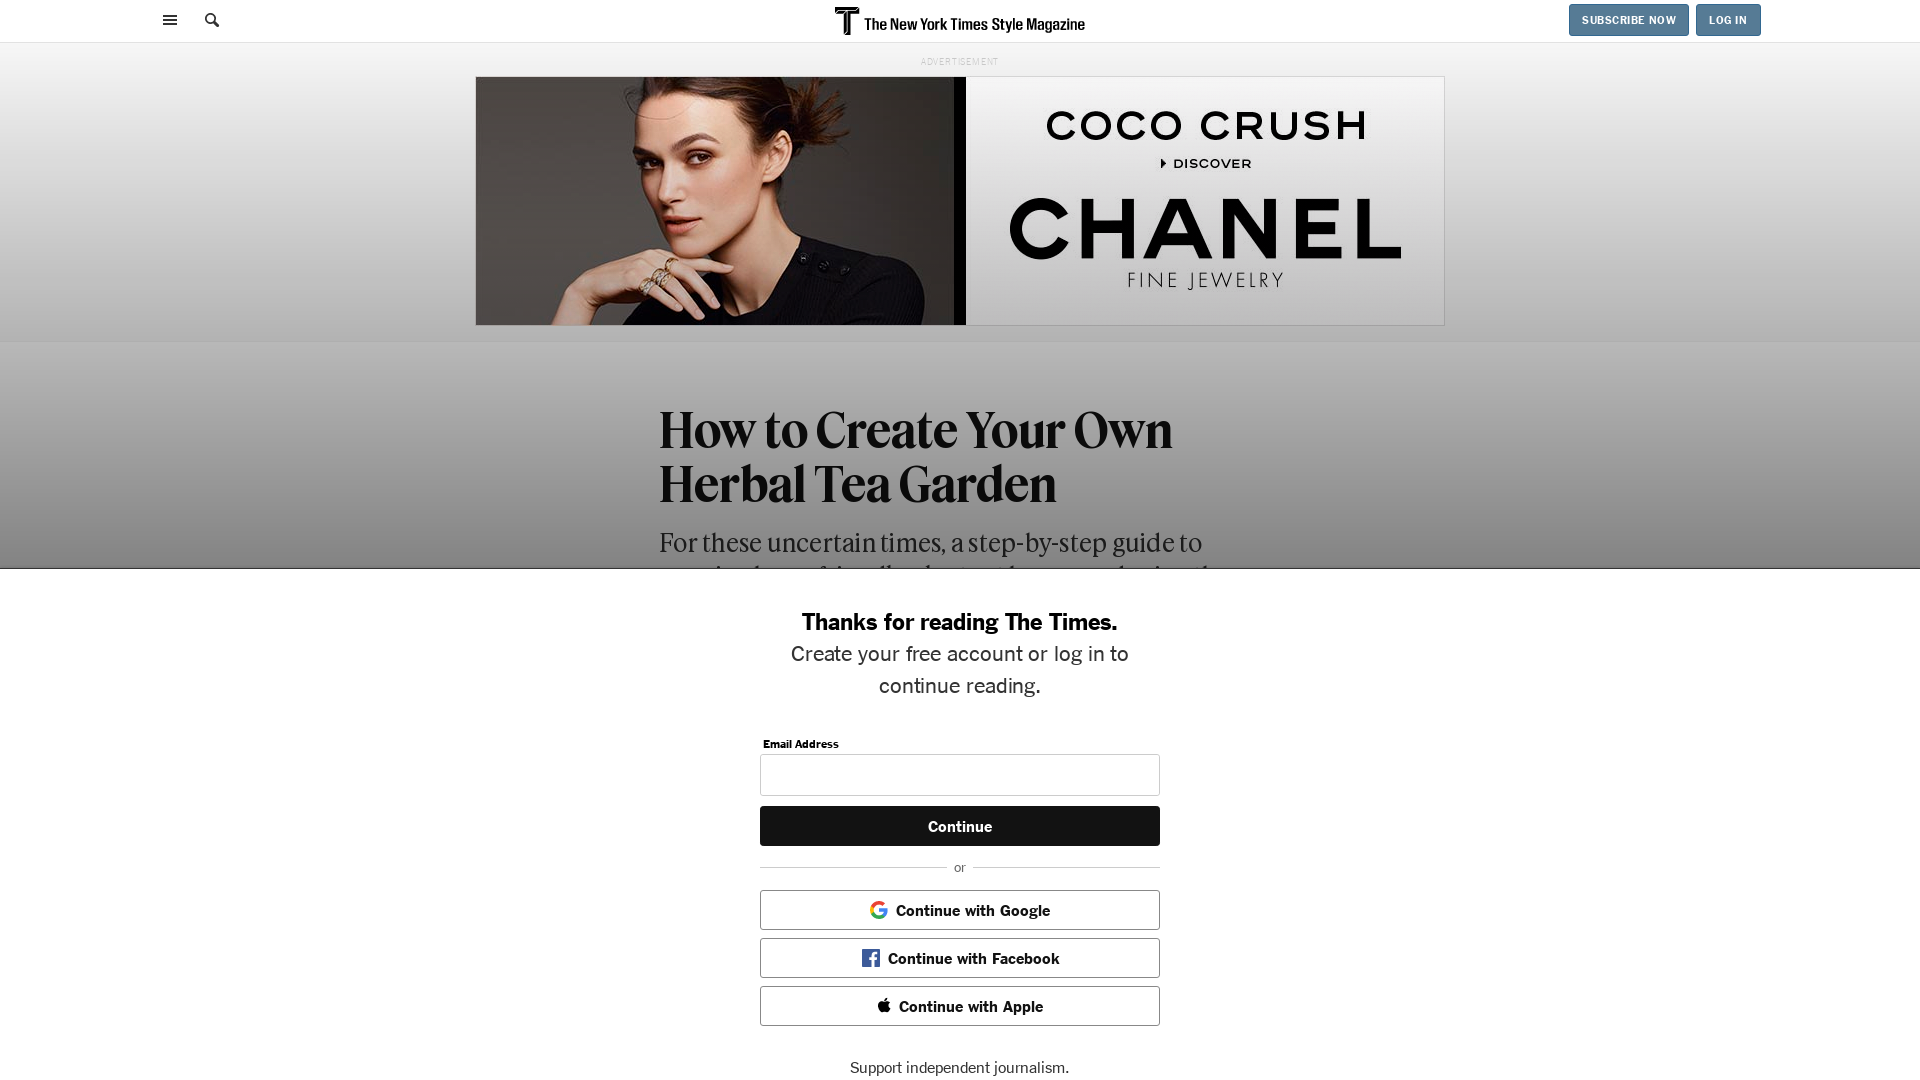 The New York Times Style Magazine
SUBSCRIBE NOW
LOG IN
ADVERTISEMENT
COCO CRUSH
DISCOVER
CHANEL
FINE JEWELRY
How to Create Your Own
Herbal Tea Garden
For these uncertain times, a step-by-step guide to
Thanks for reading The Times.
Create your free account or log in to
continue reading.
Email Address
Continue
or
Continue with Google
Continue with Facebook
Continue with Apple
Support independent journalism.